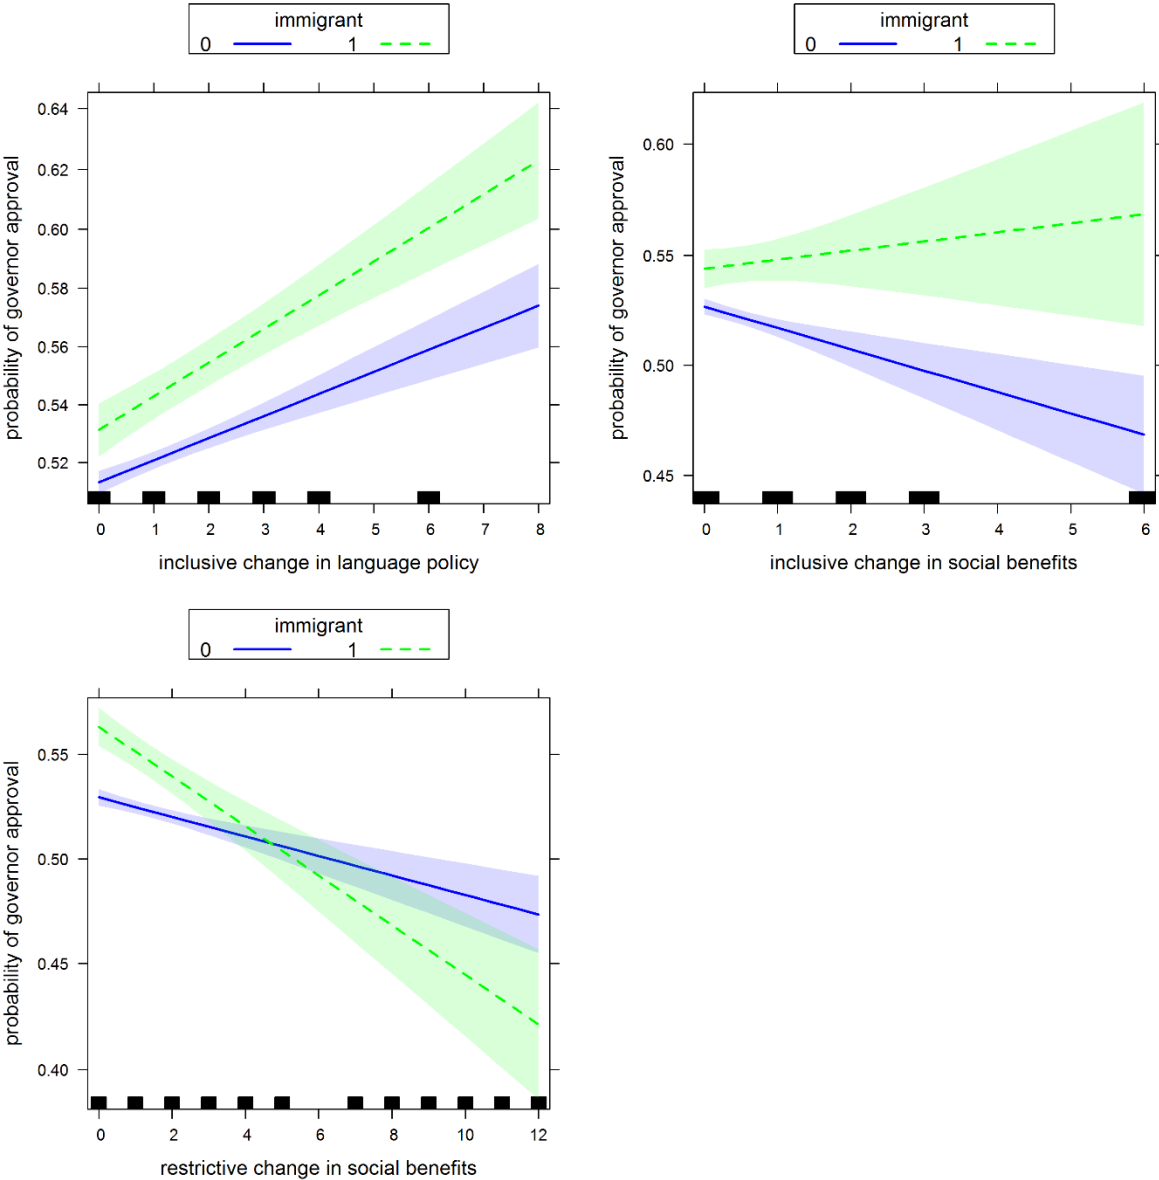 immigrant
0 1
probability of governor approval
0.64
0.62
0.60
0.58
0.56
0.54
0.52
0 1 2 3 4 5 6 7 8
inclusive change in language policy
immigrant
0 1
probability of governor approval
0.60
0.55
0.50
0.45
0 1 2 3 4 5 6
inclusive change in social benefits
immigrant
0 1
probability of governor approval
0.55
0.50
0.45
0.40
0 2 4 6 8 10 12
restrictive change in social benefits